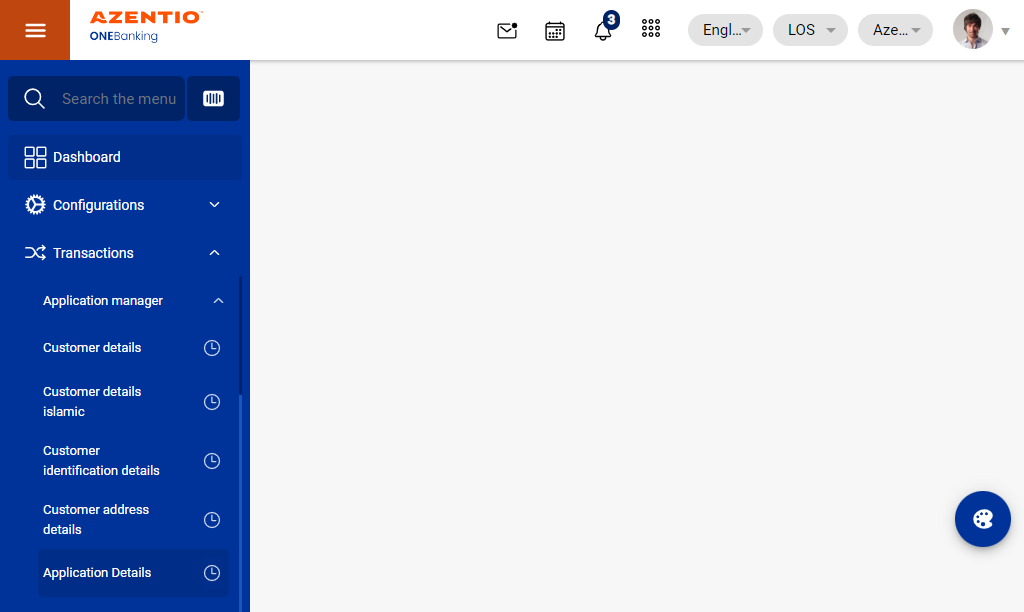 AZENTIO
ONEBanking
3
Engl...
LOS
Aze...
Search the menu
Dashboard
Configurations
Transactions
Application manager
Customer details
Customer details
islamic
Customer
identification details
Customer address
details
Application Details